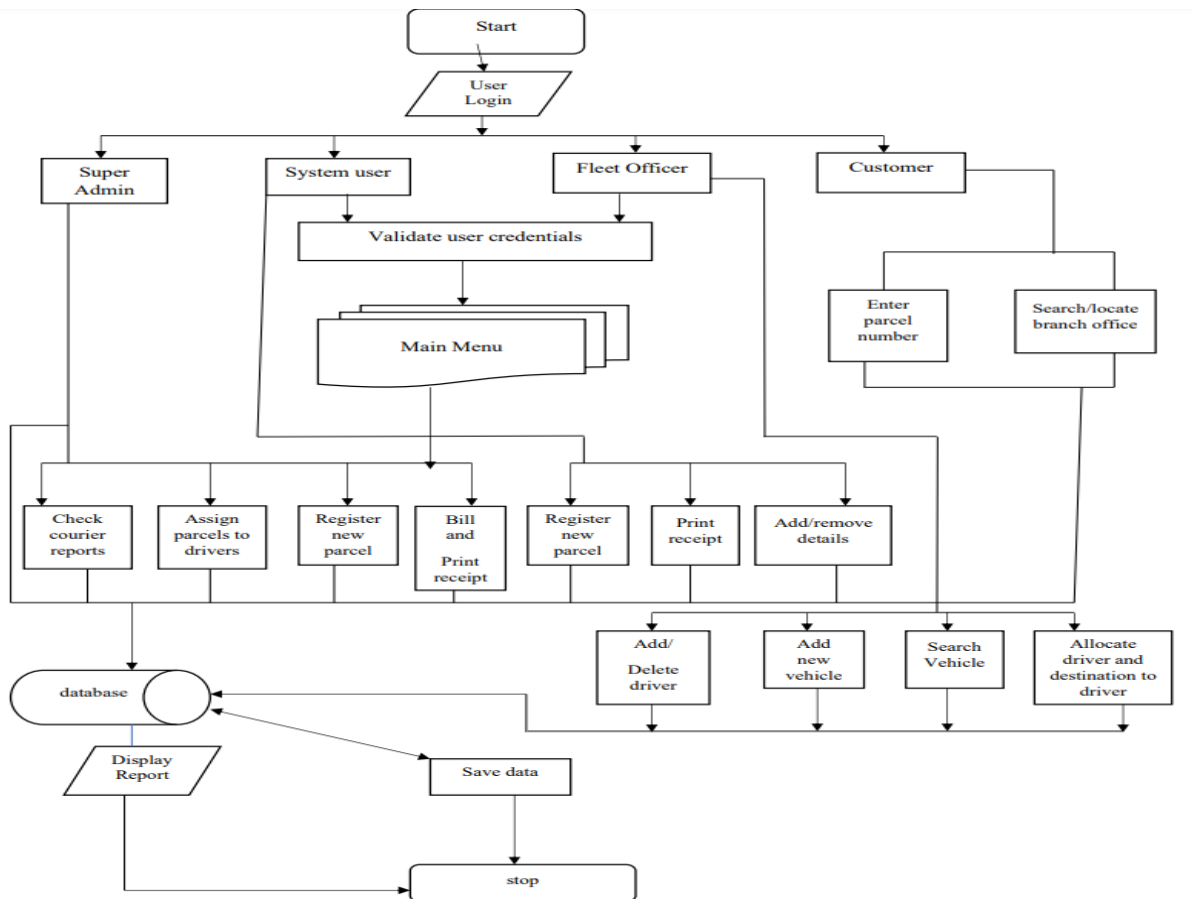 Start
User
Login
Super
Admin
System user
Fleet Officer
Customer
Validate user credentials
Main Menu
Enter
parcel
number
Search/locate
branch office
Check
courier
reports
Assign
parcels to
drivers
Register
new
parcel
Bill
and
Print
receipt
Register
new
parcel
Print
receipt
Add/remove
details
Add/
Delete
driver
Add
new
vehicle
Search
Vehicle
Allocate
driver and
destination to
driver
database
Display
Report
Save data
stop